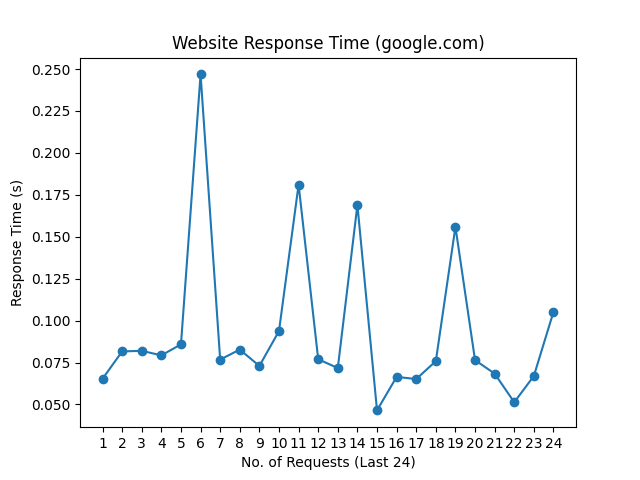 Website Response Time (google.com)
0.250
0.225
0.200
0.175
0.150
0.125
0.100
0.075
0.050
Response Time (s)
1 2 3 4 5 6 7 8 9 10 11 12 13 14 15 16 17 18 19 20 21 22 23 24
No. of Requests (Last 24)